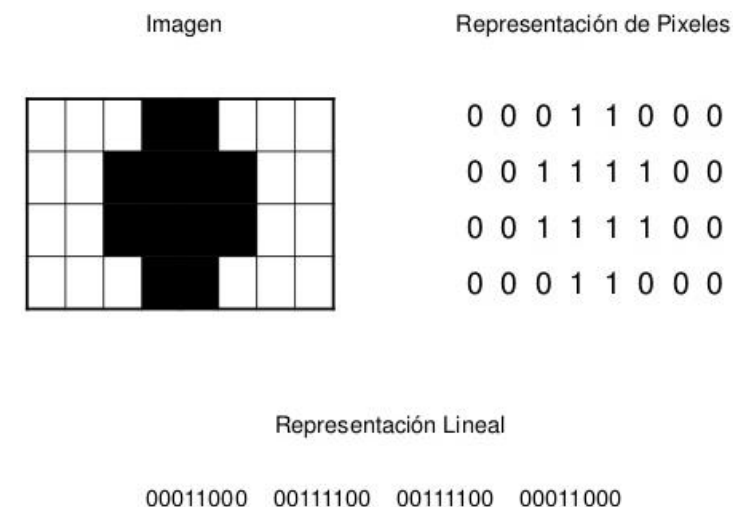 Imagen
Representación de Pixeles
0 0 0 1 1 0 0 0
0 0 1 1 1 1 0 0
0 0 1 1 1 1 0 0
0 0 0 1 1 0 0 0
Representación Lineal
00011000 00111100 00111100 00011000